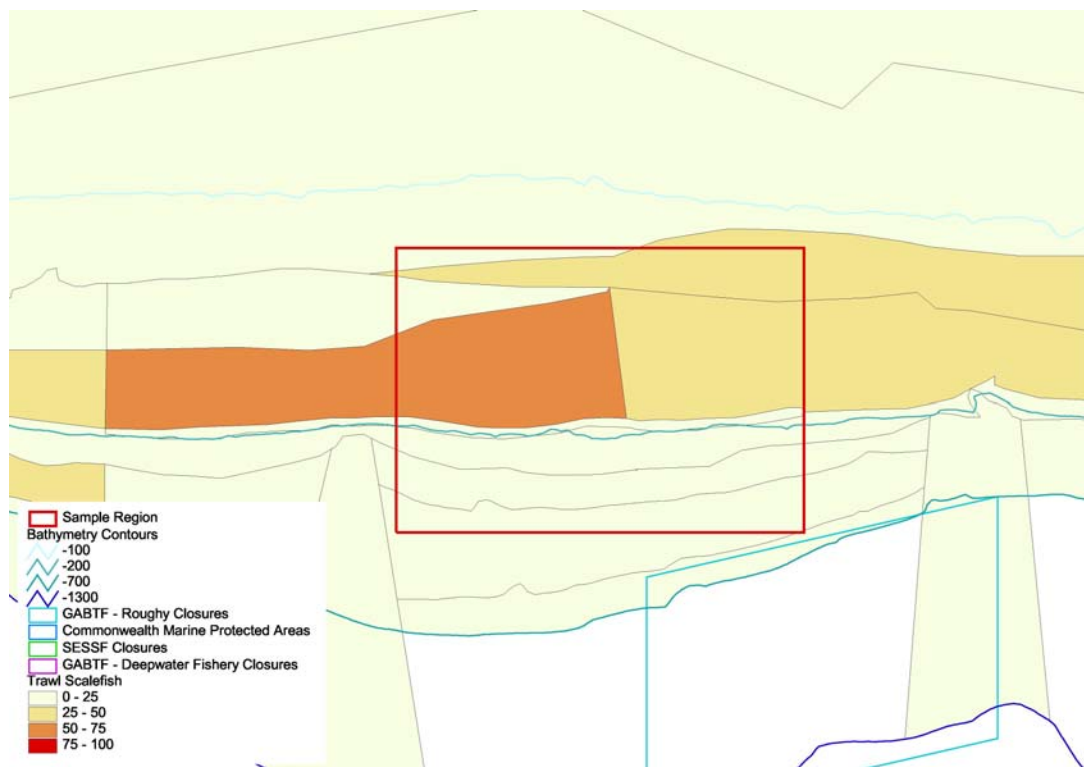 Sample Region
Bathymetry Contours
-100
-200
-700
-1300
GABTF - Roughy Closures
Commonwealth Marine Protected Areas
SESSF Closures
GABTF - Deepwater Fishery Closures
Trawl Scalefish
0 - 25
25 - 50
50 - 75
75 - 100